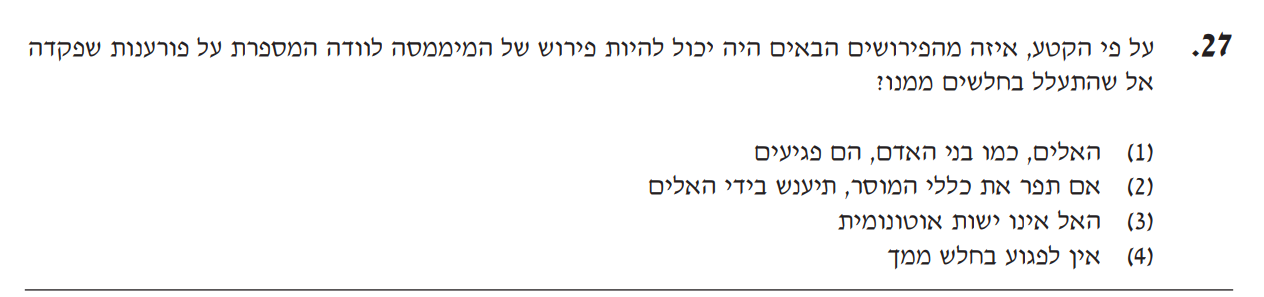 27. על פי הקטע, איזה מהפירושים הבאים היה יכול להיות פירוש של המיממסה לוודה המספרת על פורענות שפקדה
אל שהתעלל בחלשים ממנו?
(1) האלים, כמו בני האדם, הם פגיעים
(2) אם תפר את כללי המוסר, תיענש בידי האלים
(3) האל אינו ישות אוטונומית
(4) אין לפגוע בחלש ממך